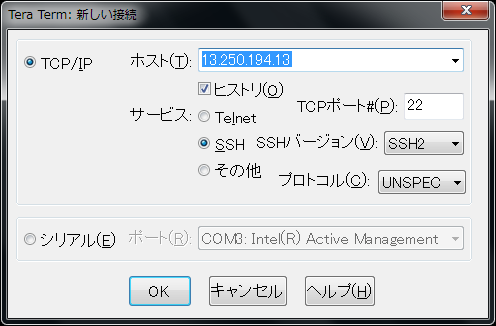 Tera Term: 新しい接続
TCP/IP
ホスト(T): 13.250.194.13
ヒストリ(O)
サービス: Telnet
TCPポート#(P): 22
SSH
SSHバージョン(V): SSH2
その他
プロトコル(C): UNSPEC
シリアル(E)
ポート(R): COM3: Intel(R) Active Management
OK
キャンセル
ヘルプ(H)